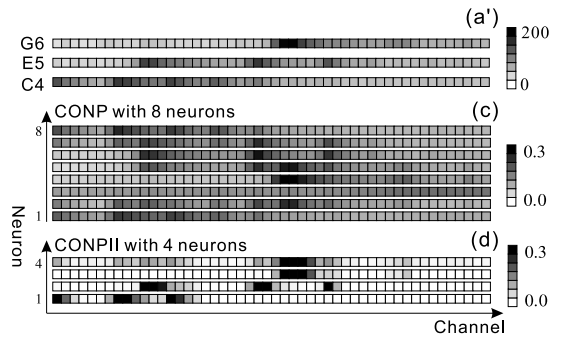 (a')
G6
E5
C4
200
0
CONP with 8 neurons
(c)
8
1
0.3
0.0
Neuron
CONPII with 4 neurons
(d)
4
1
0.3
0.0
Channel